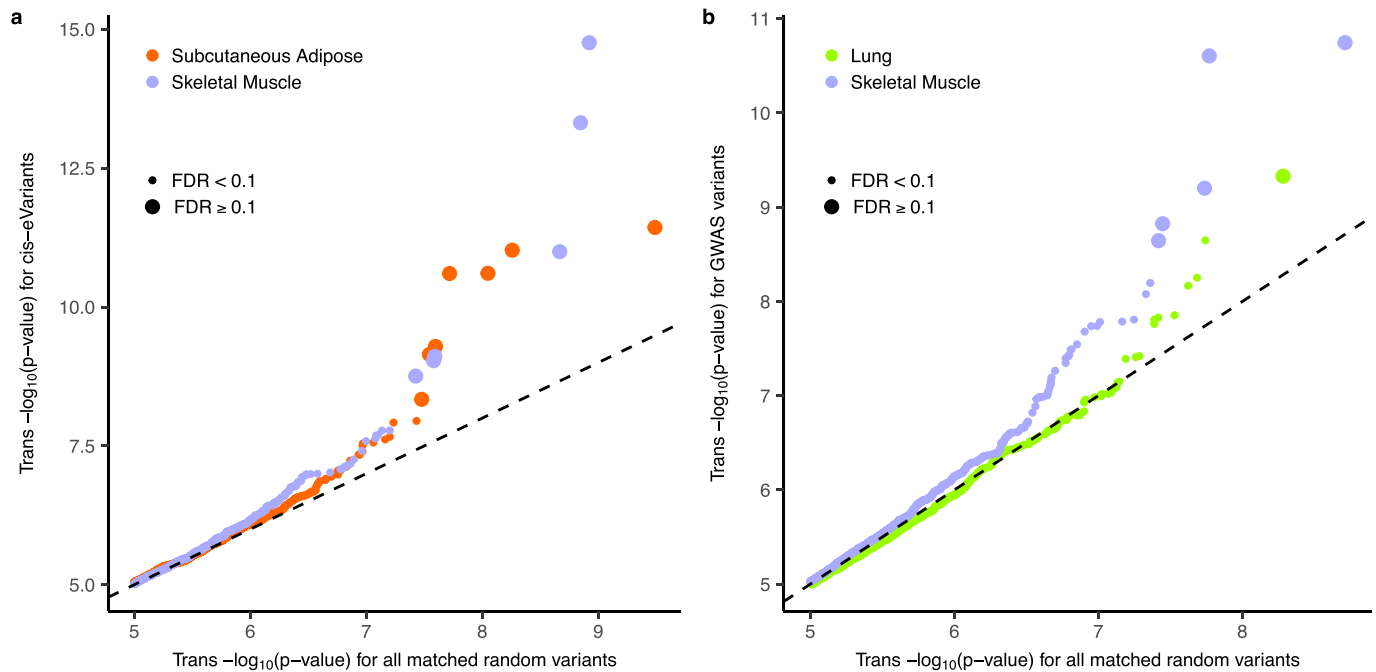 a
15.0
12.5
10.0
7.5
5.0
Trans −log10(p−value) for cis−eVariants
Subcutaneous Adipose
Skeletal Muscle
FDR < 0.1
FDR ≥ 0.1
5 6 7 8 9
Trans −log10(p−value) for all matched random variants
b
11
10
9
8
7
6
5
Trans −log10(p−value) for GWAS variants
Lung
Skeletal Muscle
FDR < 0.1
FDR ≥ 0.1
5 6 7 8
Trans −log10(p−value) for all matched random variants